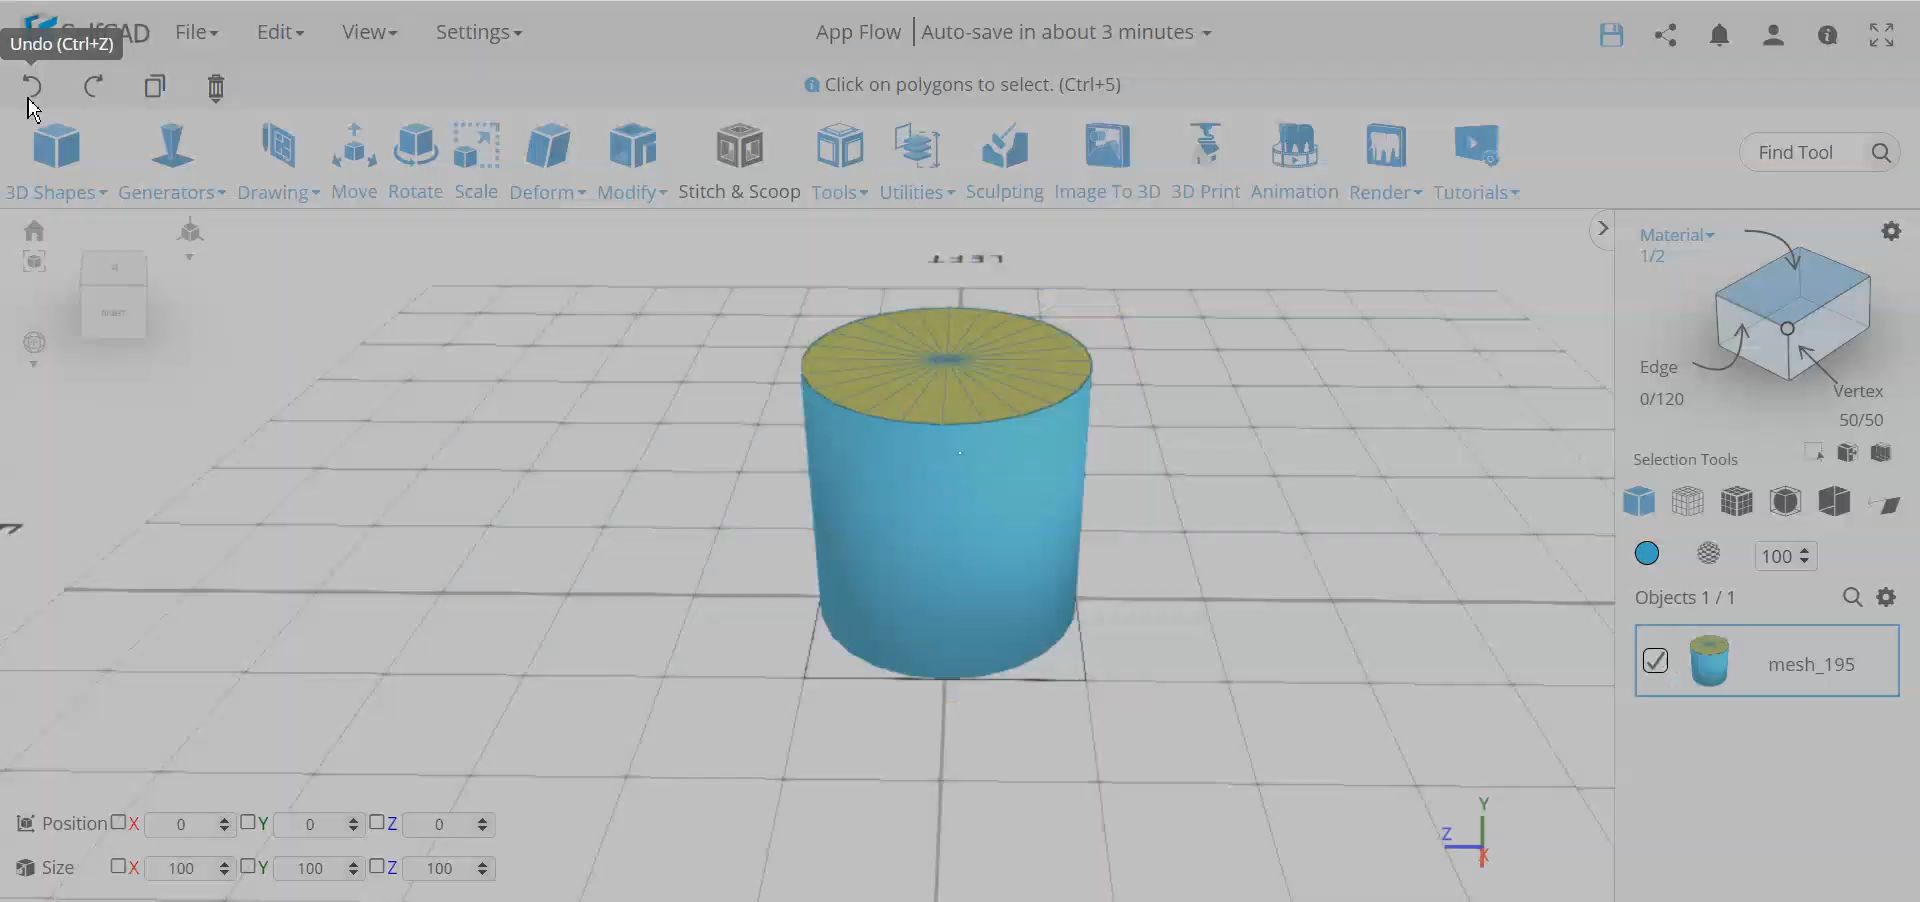 Undo (Ctrl+Z)
File
Edit
View
Settings
App Flow
Auto-save in about 3 minutes
Click on polygons to select. (Ctrl+5)
3D Shapes
Generators
Drawing
Move
Rotate
Scale
Deform
Modify
Stitch & Scoop
Tools
Utilities
Sculpting
Image To 3D
3D Print
Animation
Render
Tutorials
Find Tool
LEFT
RIGHT
Material
1/2
Edge
0/120
Vertex
50/50
Selection Tools
100
Objects 1 / 1
mesh_195
Position X 0 Y 0 Z 0
Size X 100 Y 100 Z 100
Y
Z
X